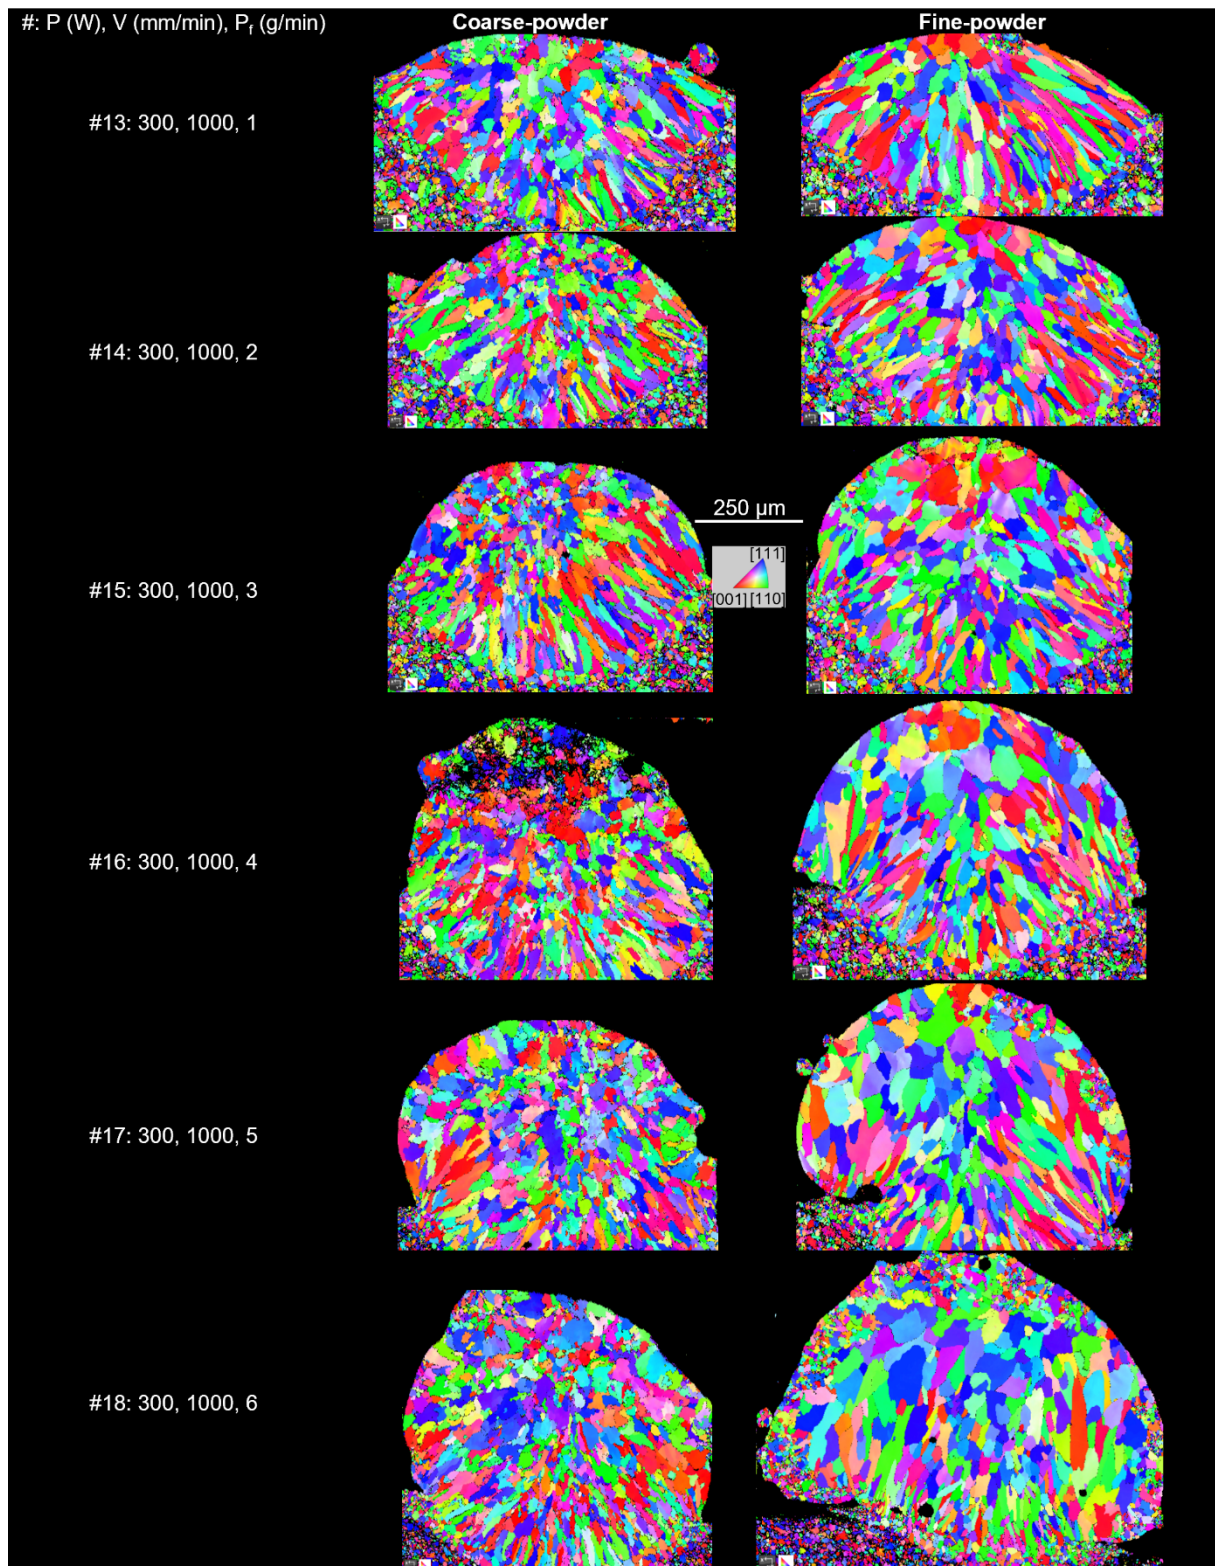 #: P (W), V (mm/min), Pf (g/min) Coarse-powder Fine-powder
#13: 300, 1000, 1
#14: 300, 1000, 2
250 µm
[111]
[001] [110]
#15: 300, 1000, 3
#16: 300, 1000, 4
#17: 300, 1000, 5
#18: 300, 1000, 6